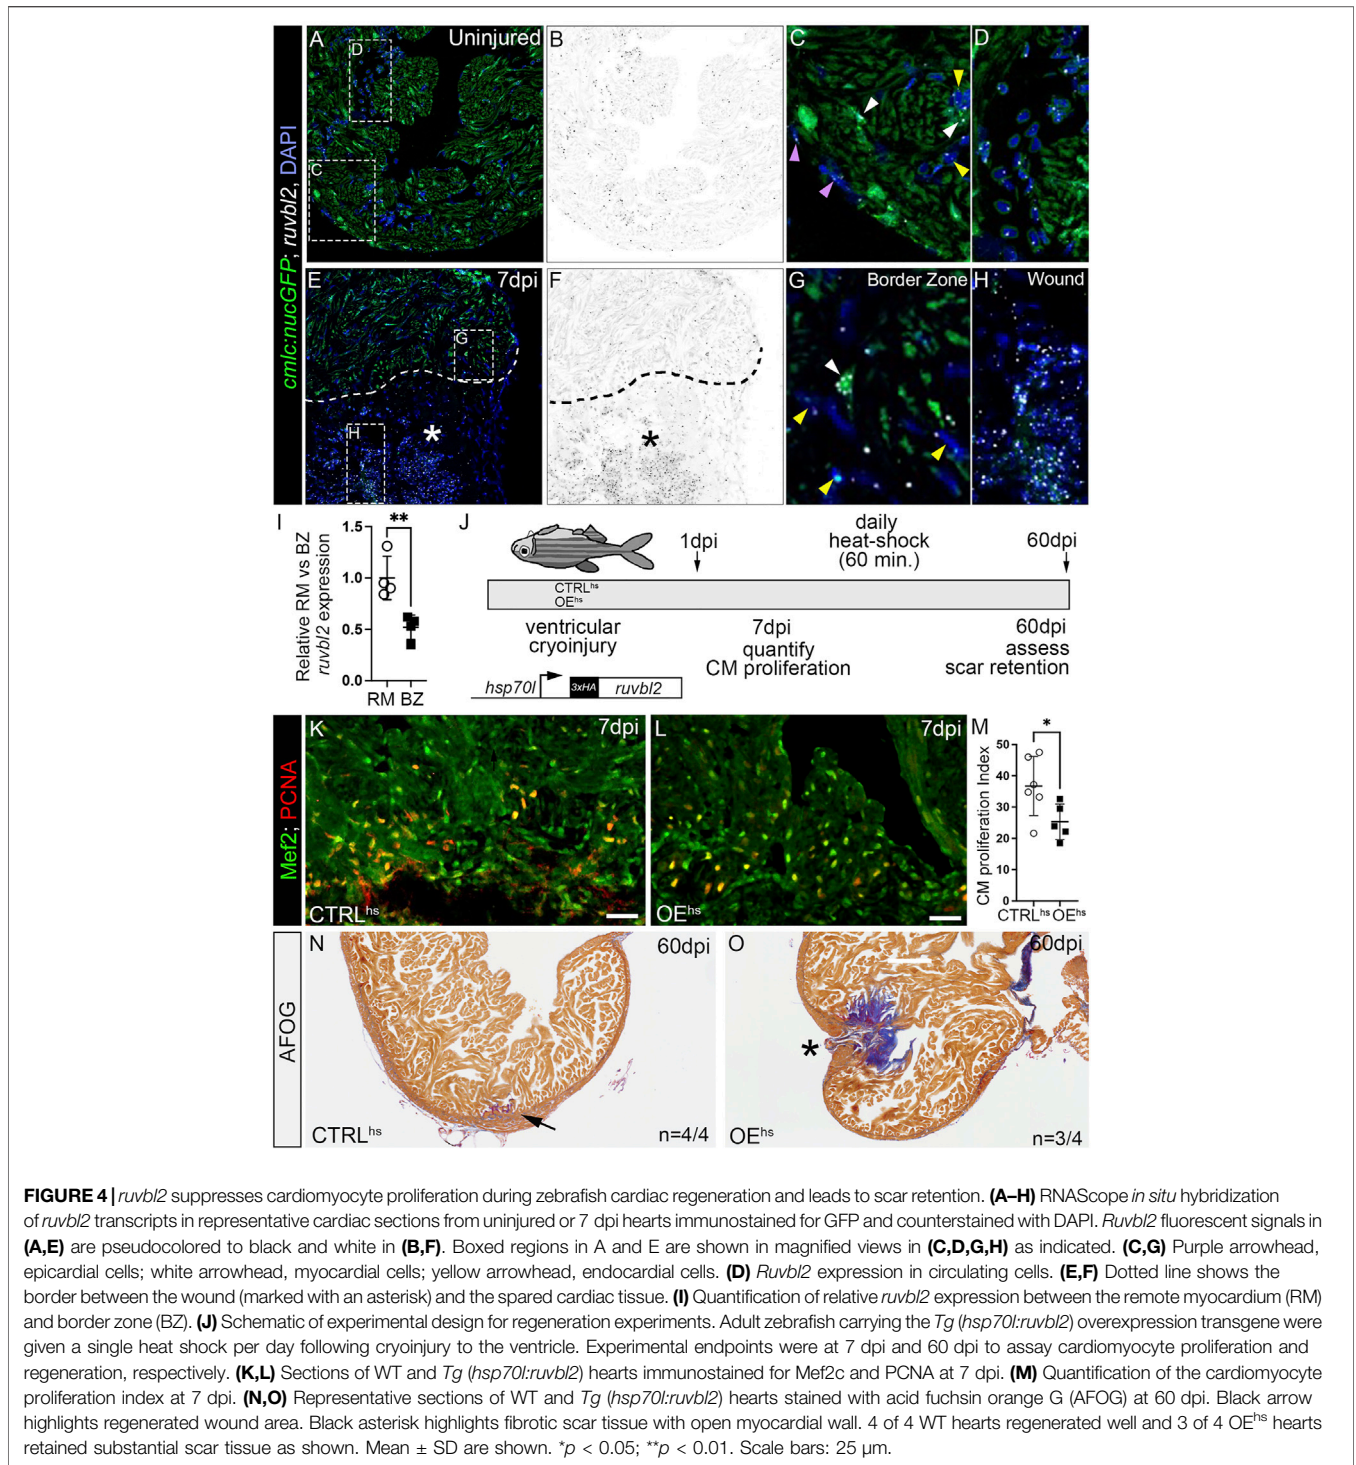 A
Uninjured
B
C
D
D
C
cmlc:nucGFP; ruvbl2, DAPI
E
7dpi
F
G
Border Zone
H
Wound
G
H
*
*
I
**
Relative RM vs BZ
ruvbl2 expression
1.5
1.0
0.5
0.0
RM BZ
J
1dpi
daily
heat-shock
(60 min.)
60dpi
CTRLhs
OEhs
ventricular
cryoinjury
7dpi
quantify
CM proliferation
60dpi
assess
scar retention
hsp70l
3xHA
ruvbl2
Mef2; PCNA
K
7dpi
CTRLhs
L
7dpi
OEhs
M
*
CM proliferation Index
50
40
30
20
10
0
CTRLhs OEhs
AFOG
N
60dpi
CTRLhs
n=4/4
O
60dpi
*
OEhs
n=3/4
FIGURE 4 | ruvbl2 suppresses cardiomyocyte proliferation during zebrafish cardiac regeneration and leads to scar retention. (A–H) RNAScope in situ hybridization
of ruvbl2 transcripts in representative cardiac sections from uninjured or 7 dpi hearts immunostained for GFP and counterstained with DAPI. Ruvbl2 fluorescent signals in
(A,E) are pseudocolored to black and white in (B,F). Boxed regions in A and E are shown in magnified views in (C,D,G,H) as indicated. (C,G) Purple arrowhead,
epicardial cells; white arrowhead, myocardial cells; yellow arrowhead, endocardial cells. (D) Ruvbl2 expression in circulating cells. (E,F) Dotted line shows the
border between the wound (marked with an asterisk) and the spared cardiac tissue. (I) Quantification of relative ruvbl2 expression between the remote myocardium (RM)
and border zone (BZ). (J) Schematic of experimental design for regeneration experiments. Adult zebrafish carrying the Tg (hsp70l:ruvbl2) overexpression transgene were
given a single heat shock per day following cryoinjury to the ventricle. Experimental endpoints were at 7 dpi and 60 dpi to assay cardiomyocyte proliferation and
regeneration, respectively. (K,L) Sections of WT and Tg (hsp70l:ruvbl2) hearts immunostained for Mef2c and PCNA at 7 dpi. (M) Quantification of the cardiomyocyte
proliferation index at 7 dpi. (N,O) Representative sections of WT and Tg (hsp70l:ruvbl2) hearts stained with acid fuchsin orange G (AFOG) at 60 dpi. Black arrow
highlights regenerated wound area. Black asterisk highlights fibrotic scar tissue with open myocardial wall. 4 of 4 WT hearts regenerated well and 3 of 4 OEhs hearts
retained substantial scar tissue as shown. Mean ± SD are shown. *p < 0.05; **p < 0.01. Scale bars: 25 µm.